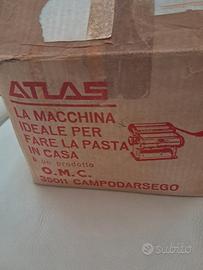 ATLAS
LA MACCHINA
IDEALE PER
FARE LA PASTA
IN CASA
è un prodotto
O.M.C.
35011 CAMPODARSEGO
subito